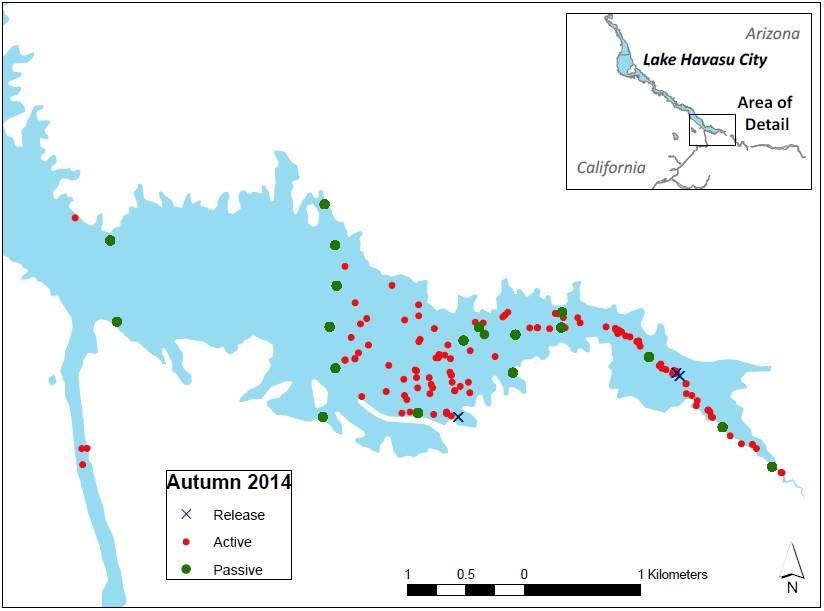 Arizona
Lake Havasu City
Area of
Detail
California
Autumn 2014
Release
Active
Passive
1 0.5 0 1 Kilometers
N